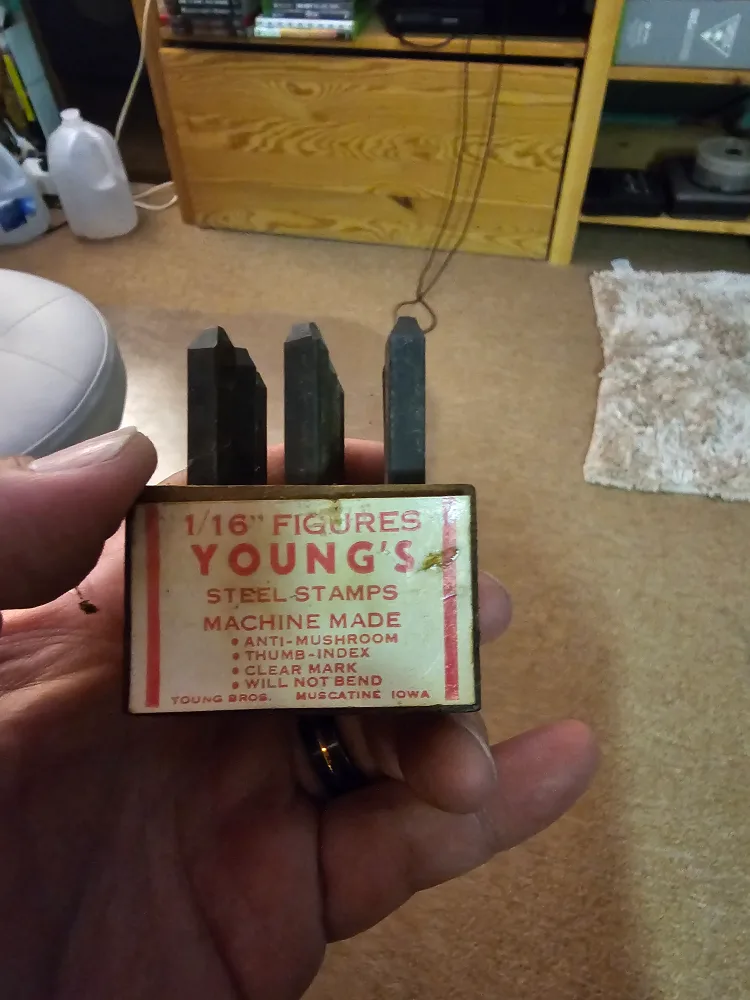 1/16" FIGURES
YOUNG'S
STEEL STAMPS
MACHINE MADE
• ANTI-MUSHROOM
• THUMB-INDEX
• CLEAR MARK
• WILL NOT BEND
YOUNG BROS. MUSCATINE IOWA